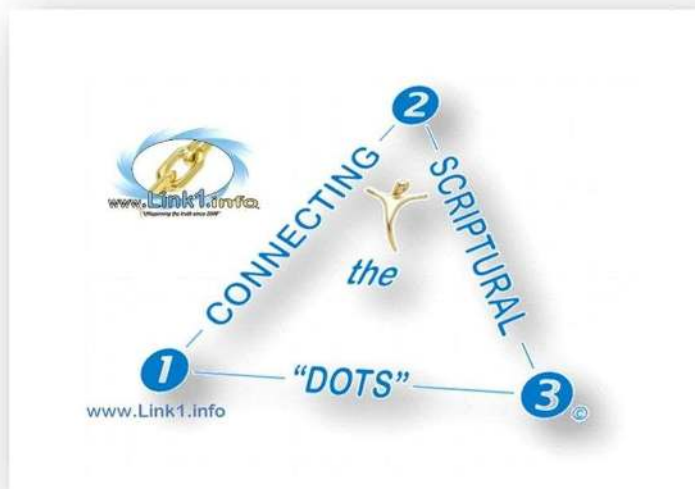 2
CONNECTING
SCRIPTURAL
www.Link1.info
the
1
"DOTS"
3
©
www.Link1.info